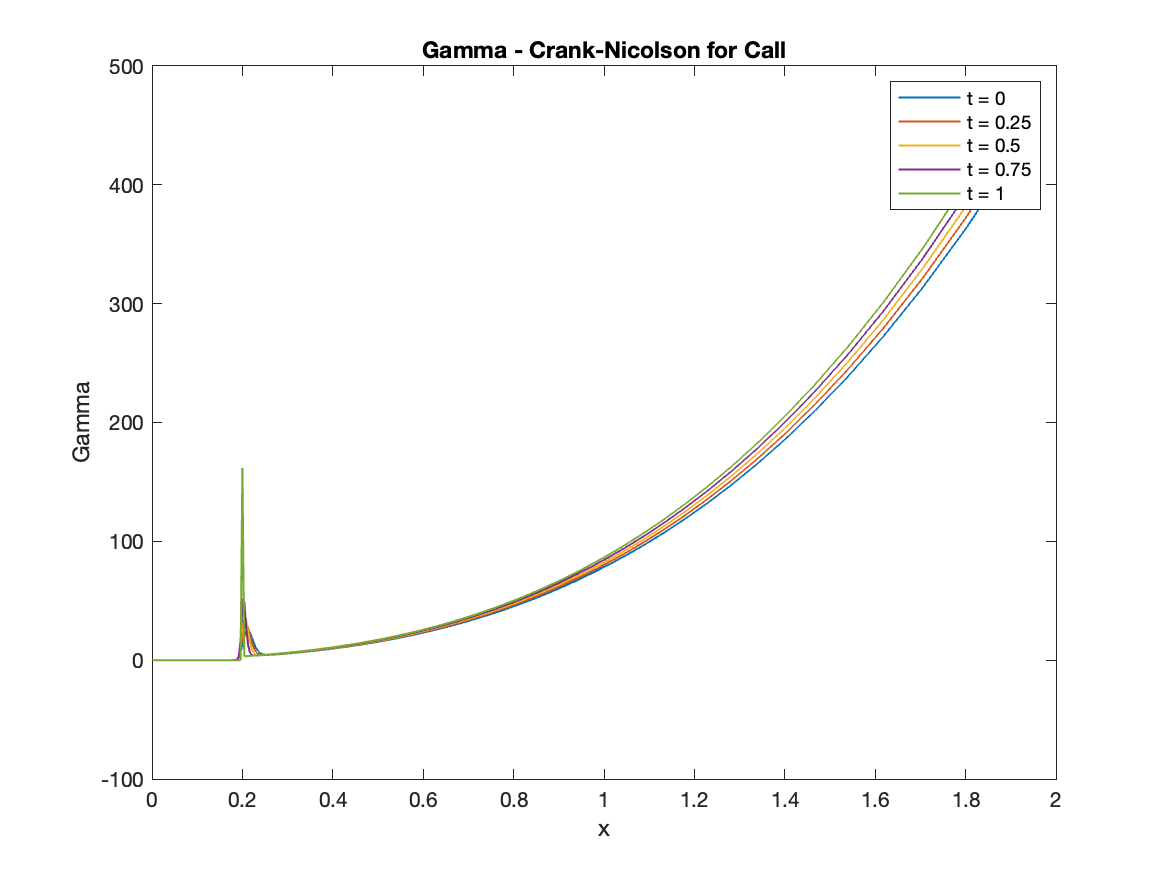 Gamma - Crank-Nicolson for Call
500
400
300
200
100
0
-100
Gamma
t = 0
t = 0.25
t = 0.5
t = 0.75
t = 1
0 0.2 0.4 0.6 0.8 1 1.2 1.4 1.6 1.8 2
x